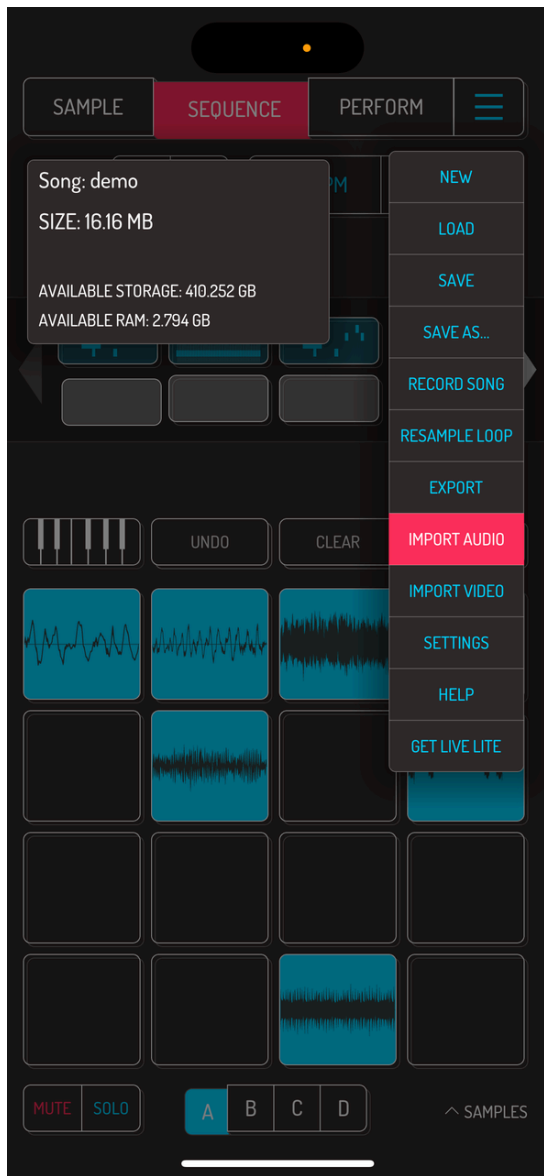 SAMPLE
SEQUENCE
PERFORM
Song: demo
SIZE: 16.16 MB
AVAILABLE STORAGE: 410.252 GB
AVAILABLE RAM: 2.794 GB
NEW
LOAD
SAVE
SAVE AS...
RECORD SONG
RESAMPLE LOOP
EXPORT
IMPORT AUDIO
IMPORT VIDEO
SETTINGS
HELP
GET LIVE LITE
UNDO
CLEAR
MUTE
SOLO
A
B
C
D
SAMPLES